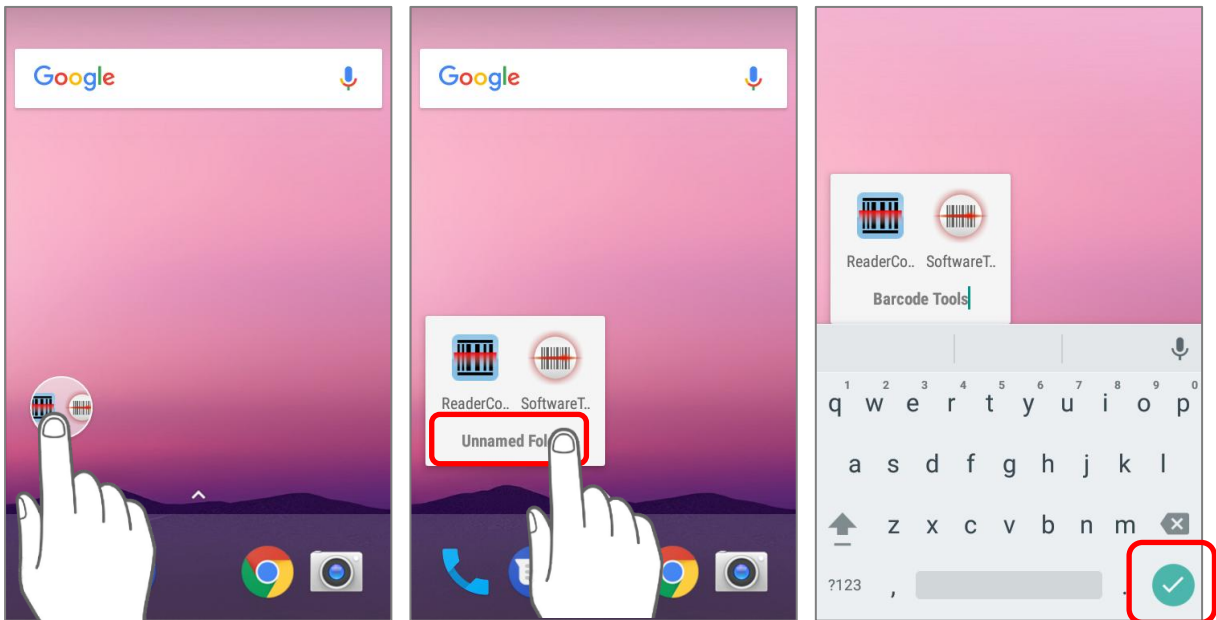 Google
Google
Unnamed Fol
ReaderCo.. SoftwareT..
ReaderCo.. SoftwareT..
Barcode Tools
1 2 3 4 5 6 7 8 9 0
q w e r t y u i o p
a s d f g h j k l
z x c v b n m
?123 , .